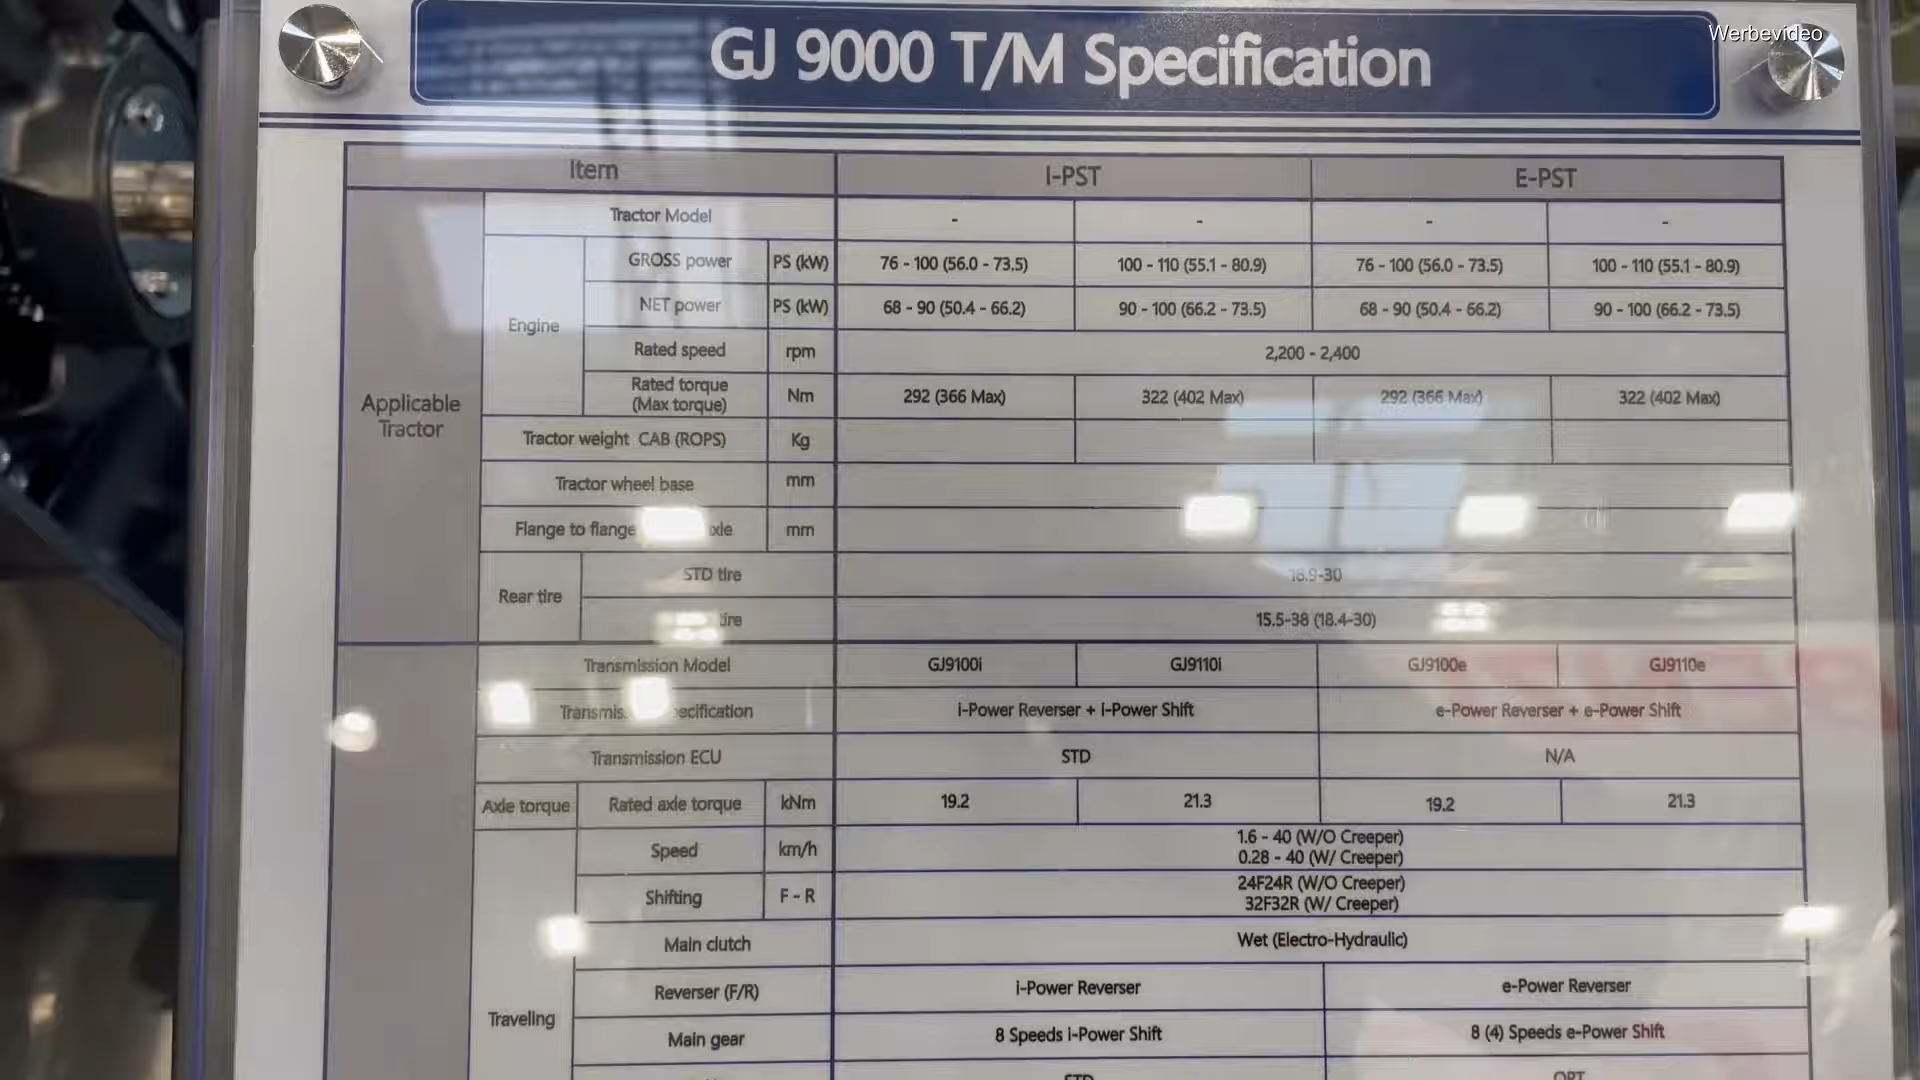 Werbevideo
GJ 9000 T/M Specification
Item I-PST E-PST
Applicable
Tractor
Tractor Model - - - -
Engine
GROSS power PS (kW) 76 - 100 (56.0 - 73.5) 100 - 110 (55.1 - 80.9) 76 - 100 (56.0 - 73.5) 100 - 110 (55.1 - 80.9)
NET power PS (kW) 68 - 90 (50.4 - 66.2) 90 - 100 (66.2 - 73.5) 68 - 90 (50.4 - 66.2) 90 - 100 (66.2 - 73.5)
Rated speed rpm 2,200 - 2,400
Rated torque
(Max torque) Nm 292 (366 Max) 322 (402 Max) 292 (366 Max) 322 (402 Max)
Tractor weight CAB (ROPS) Kg
Tractor wheel base mm
Flange to flange mm
Rear tire
STD tire
tire 15.5-38 (18.4-30)
Transmission Model GJ9100i GJ9110i GJ9100e GJ9110e
i-Power Reverser + i-Power Shift e-Power Reverser + e-Power Shift
Transmission ECU STD N/A
Axle torque Rated axle torque kNm 19.2 21.3 19.2 21.3
Traveling
Speed km/h 1.6 - 40 (W/O Creeper)
0.28 - 40 (W/ Creeper)
Shifting F - R 24F24R (W/O Creeper)
32F32R (W/ Creeper)
Main clutch Wet (Electro-Hydraulic)
Reverser (F/R) i-Power Reverser e-Power Reverser
Main gear 8 Speeds i-Power Shift 8 (4) Speeds e-Power Shift